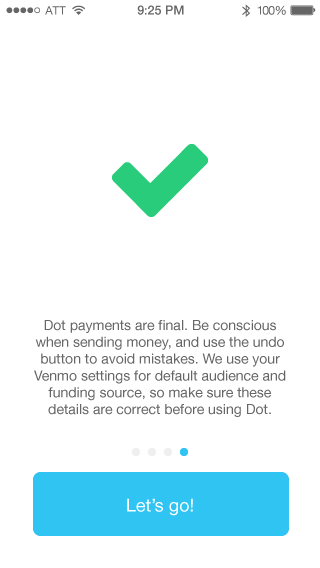 ATT 9:25 PM 100%
Dot payments are final. Be conscious
when sending money, and use the undo
button to avoid mistakes. We use your
Venmo settings for default audience and
funding source, so make sure these
details are correct before using Dot.
Let's go!